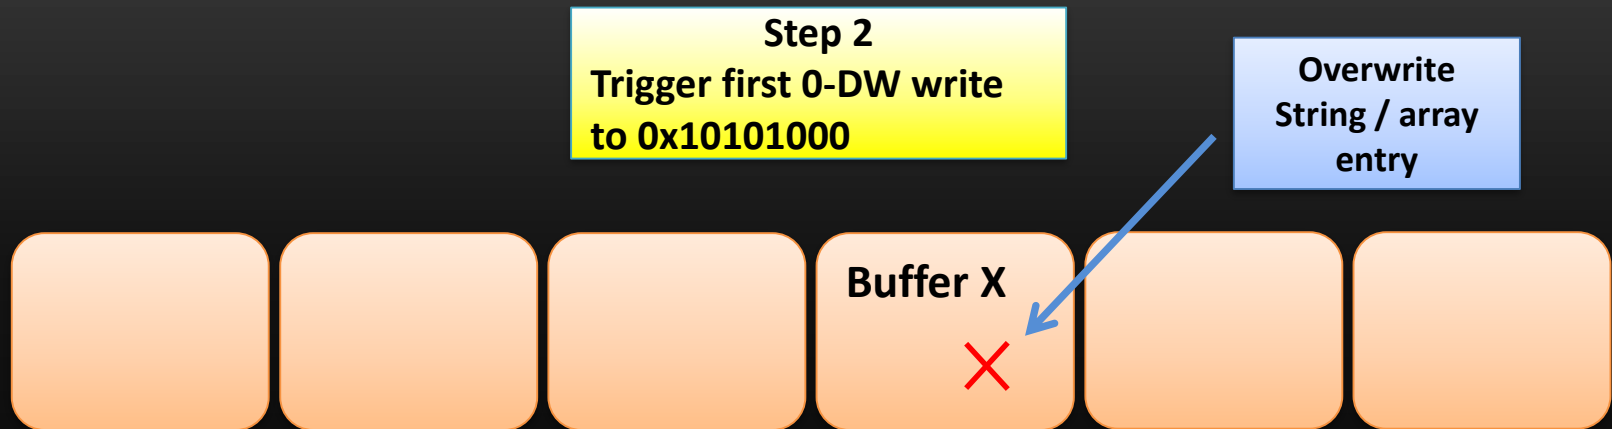 Step 2
Trigger first 0-DW write
to 0x10101000
Overwrite
String / array
entry
Buffer X